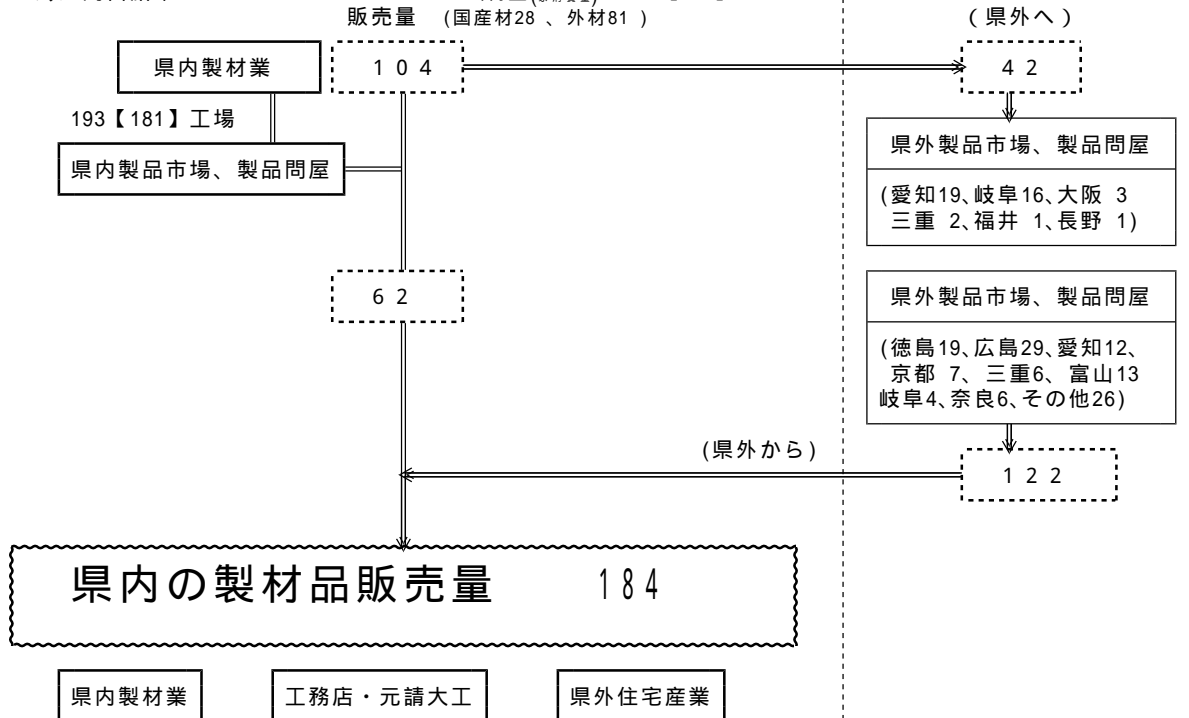 販売量 (国産材28 、外材81 )
(県外へ)
県内製材業
104
42
193【181】工場
県内製品市場、製品問屋
県外製品市場、製品問屋
(愛知19、岐阜16、大阪 3
三重 2、福井 1、長野 1)
62
県外製品市場、製品問屋
(徳島19、広島29、愛知12、
京都 7、三重6、富山13
岐阜4、奈良6、その他26)
(県外から)
122
県内の製材品販売量 184
県内製材業
工務店・元請大工
県外住宅産業